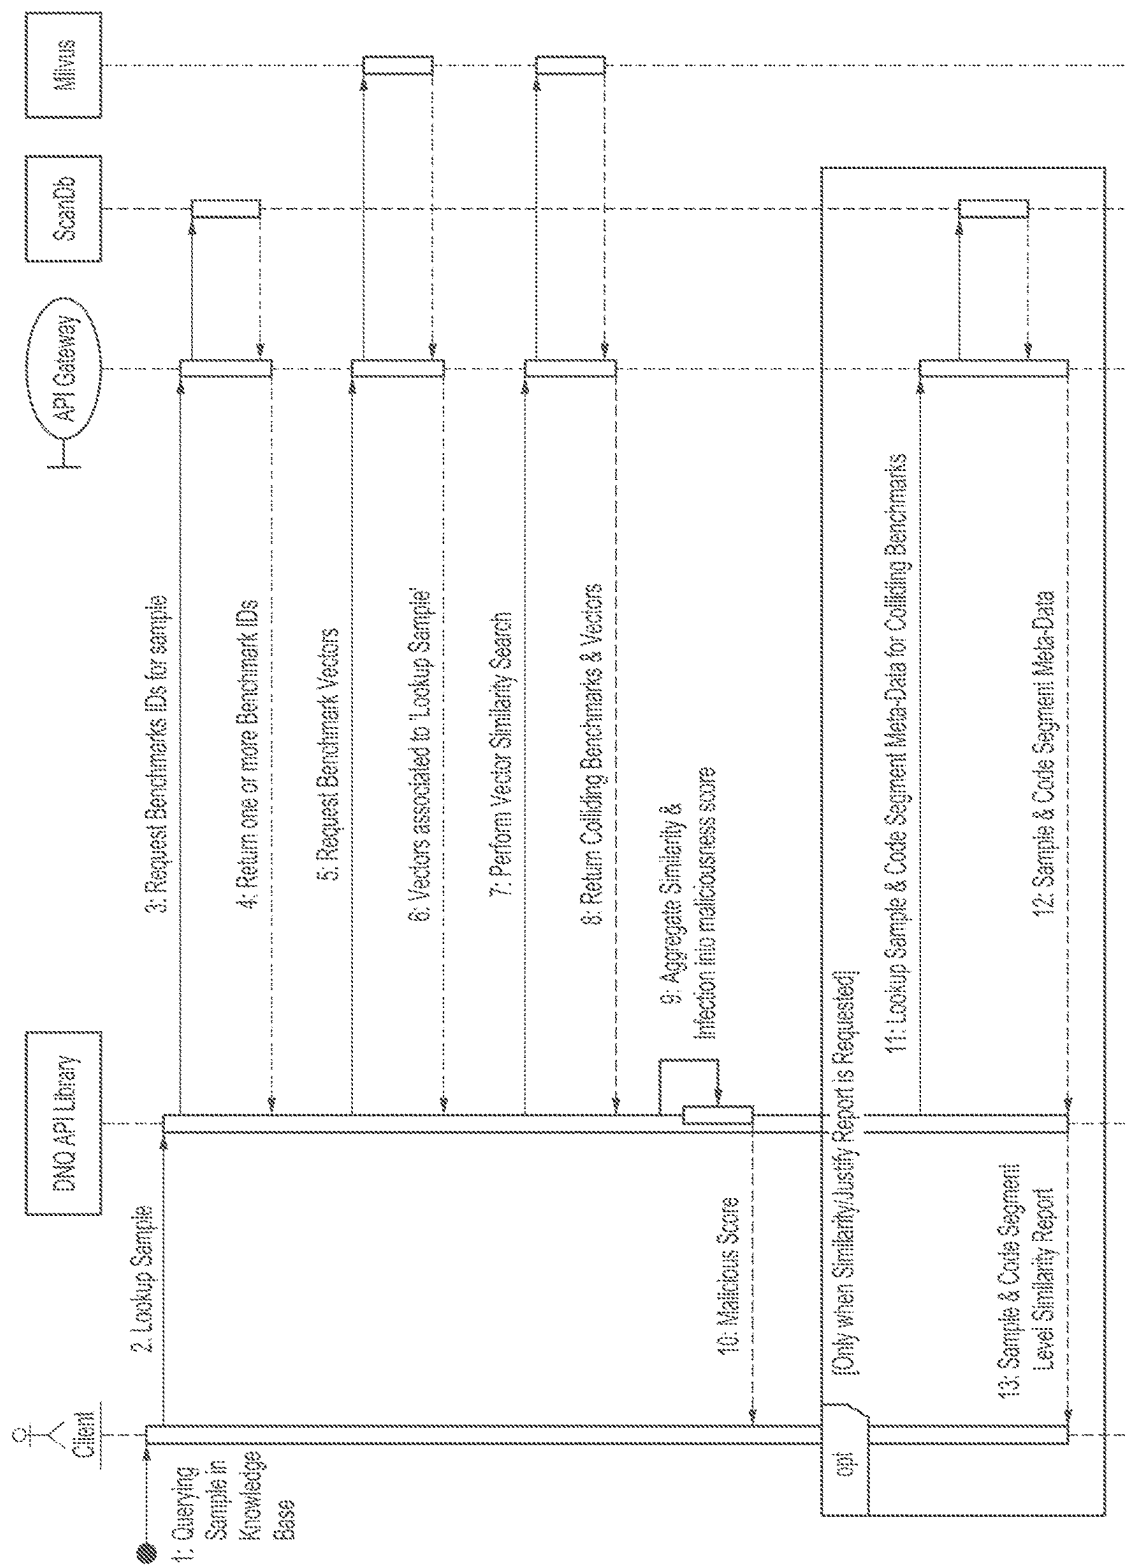 Client
DNQ API Library
API Gateway
ScanDb
Milvus
1: Querying
Sample in
Knowledge
Base
2. Lookup Sample
3: Request Benchmarks IDs for sample
4: Return one or more Benchmark IDs
5: Request Benchmark Vectors
6: Vectors associated to 'Lookup Sample'
7: Perform Vector Similarity Search
8: Return Colliding Benchmarks & Vectors
9: Aggregate Similarity &
Infection into maliciousness score
10: Malicious Score
opt
[Only when Similarity/Justify Report is Requested]
11: Lookup Sample & Code Segment Meta-Data for Colliding Benchmarks
12: Sample & Code Segment Meta-Data
13: Sample & Code Segment
Level Similarity Report